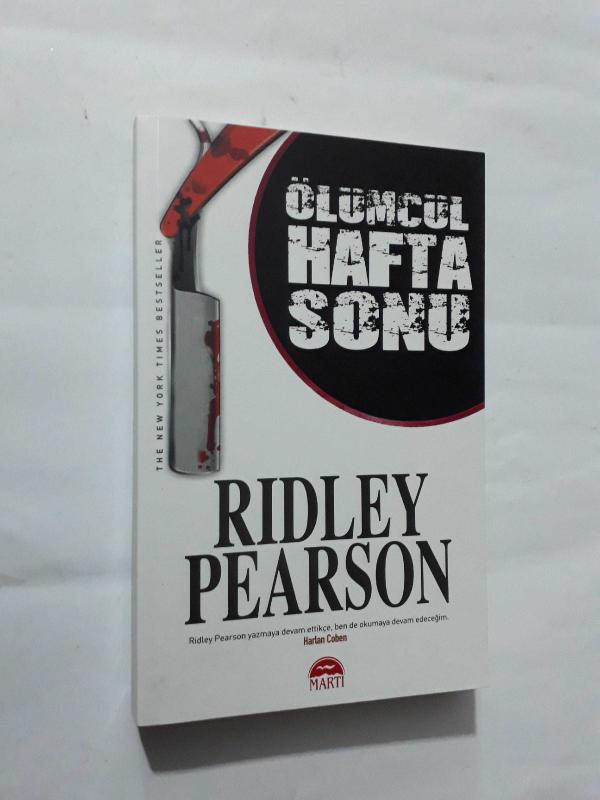 THE NEW YORK TIMES BESTSELLER
ÖLÜMCÜL
HAFTA
SONU
RIDLEY
PEARSON
Ridley Pearson yazmaya devam ettikçe, ben de okumaya devam edeceğim.
Harlan Coben
MARTI